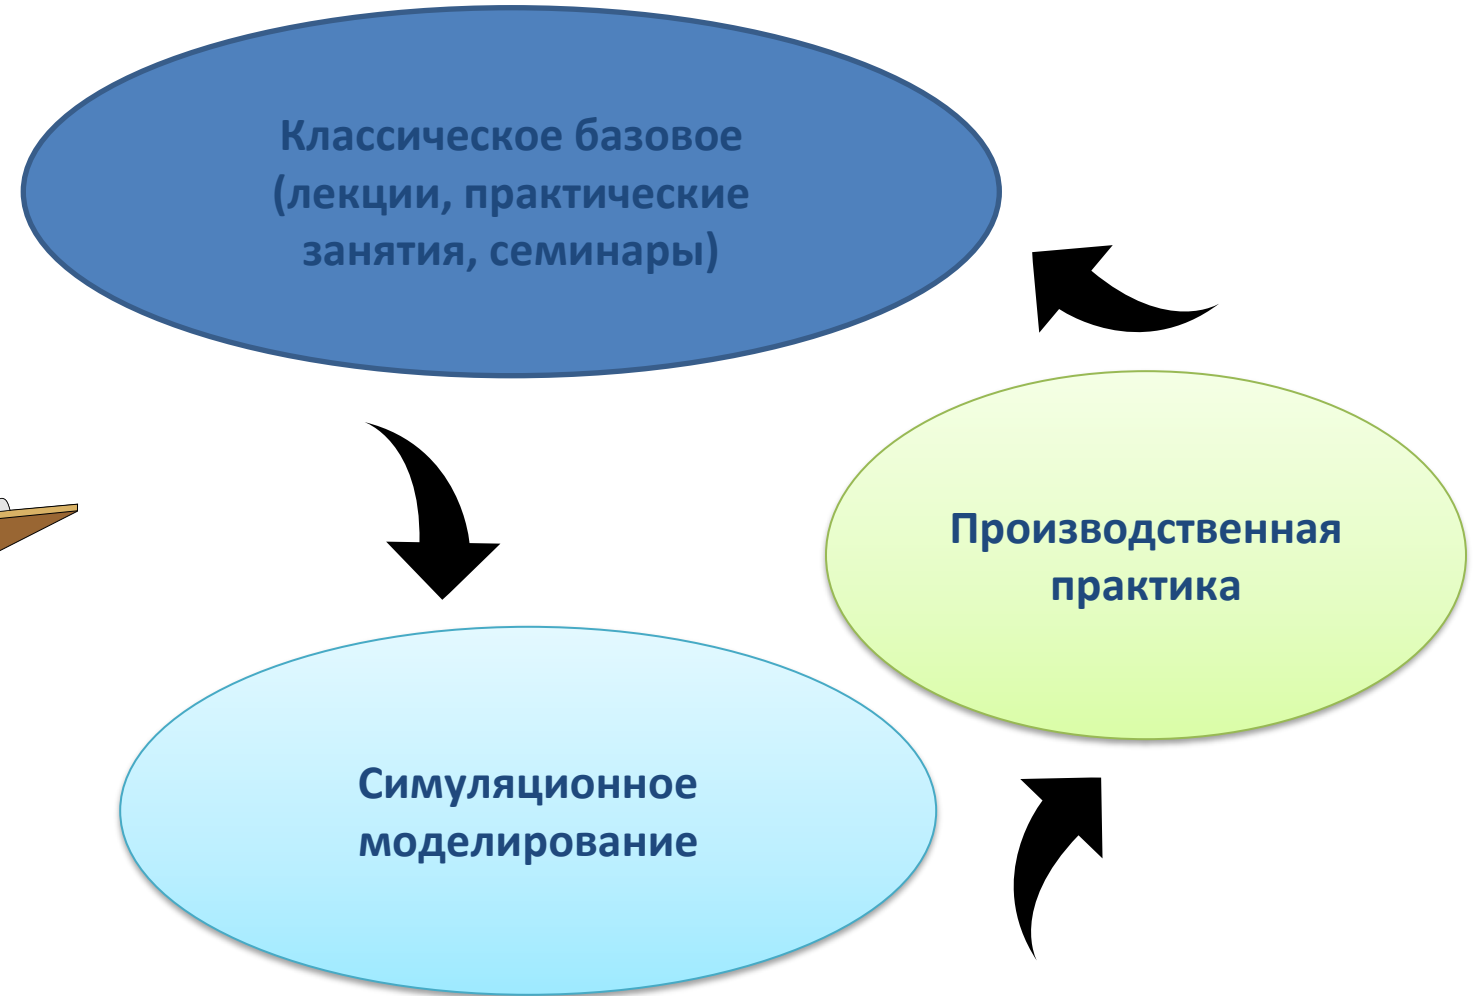 Классическое базовое
(лекции, практические
занятия, семинары)
Производственная
практика
Симуляционное
моделирование